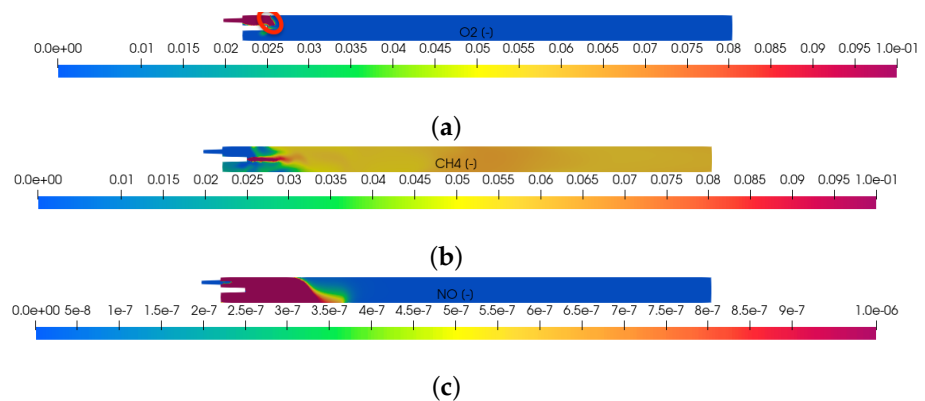 O2 (-)
0.0e+00 0.01 0.015 0.02 0.025 0.03 0.035 0.04 0.045 0.05 0.055 0.06 0.065 0.07 0.075 0.08 0.085 0.09 0.095 1.0e-01
(a)
CH4 (-)
0.0e+00 0.01 0.015 0.02 0.025 0.03 0.035 0.04 0.045 0.05 0.055 0.06 0.065 0.07 0.075 0.08 0.085 0.09 0.095 1.0e-01
(b)
NO (-)
0.0e+00 5e-8 1e-7 1.5e-7 2e-7 2.5e-7 3e-7 3.5e-7 4e-7 4.5e-7 5e-7 5.5e-7 6e-7 6.5e-7 7e-7 7.5e-7 8e-7 8.5e-7 9e-7 1.0e-06
(c)